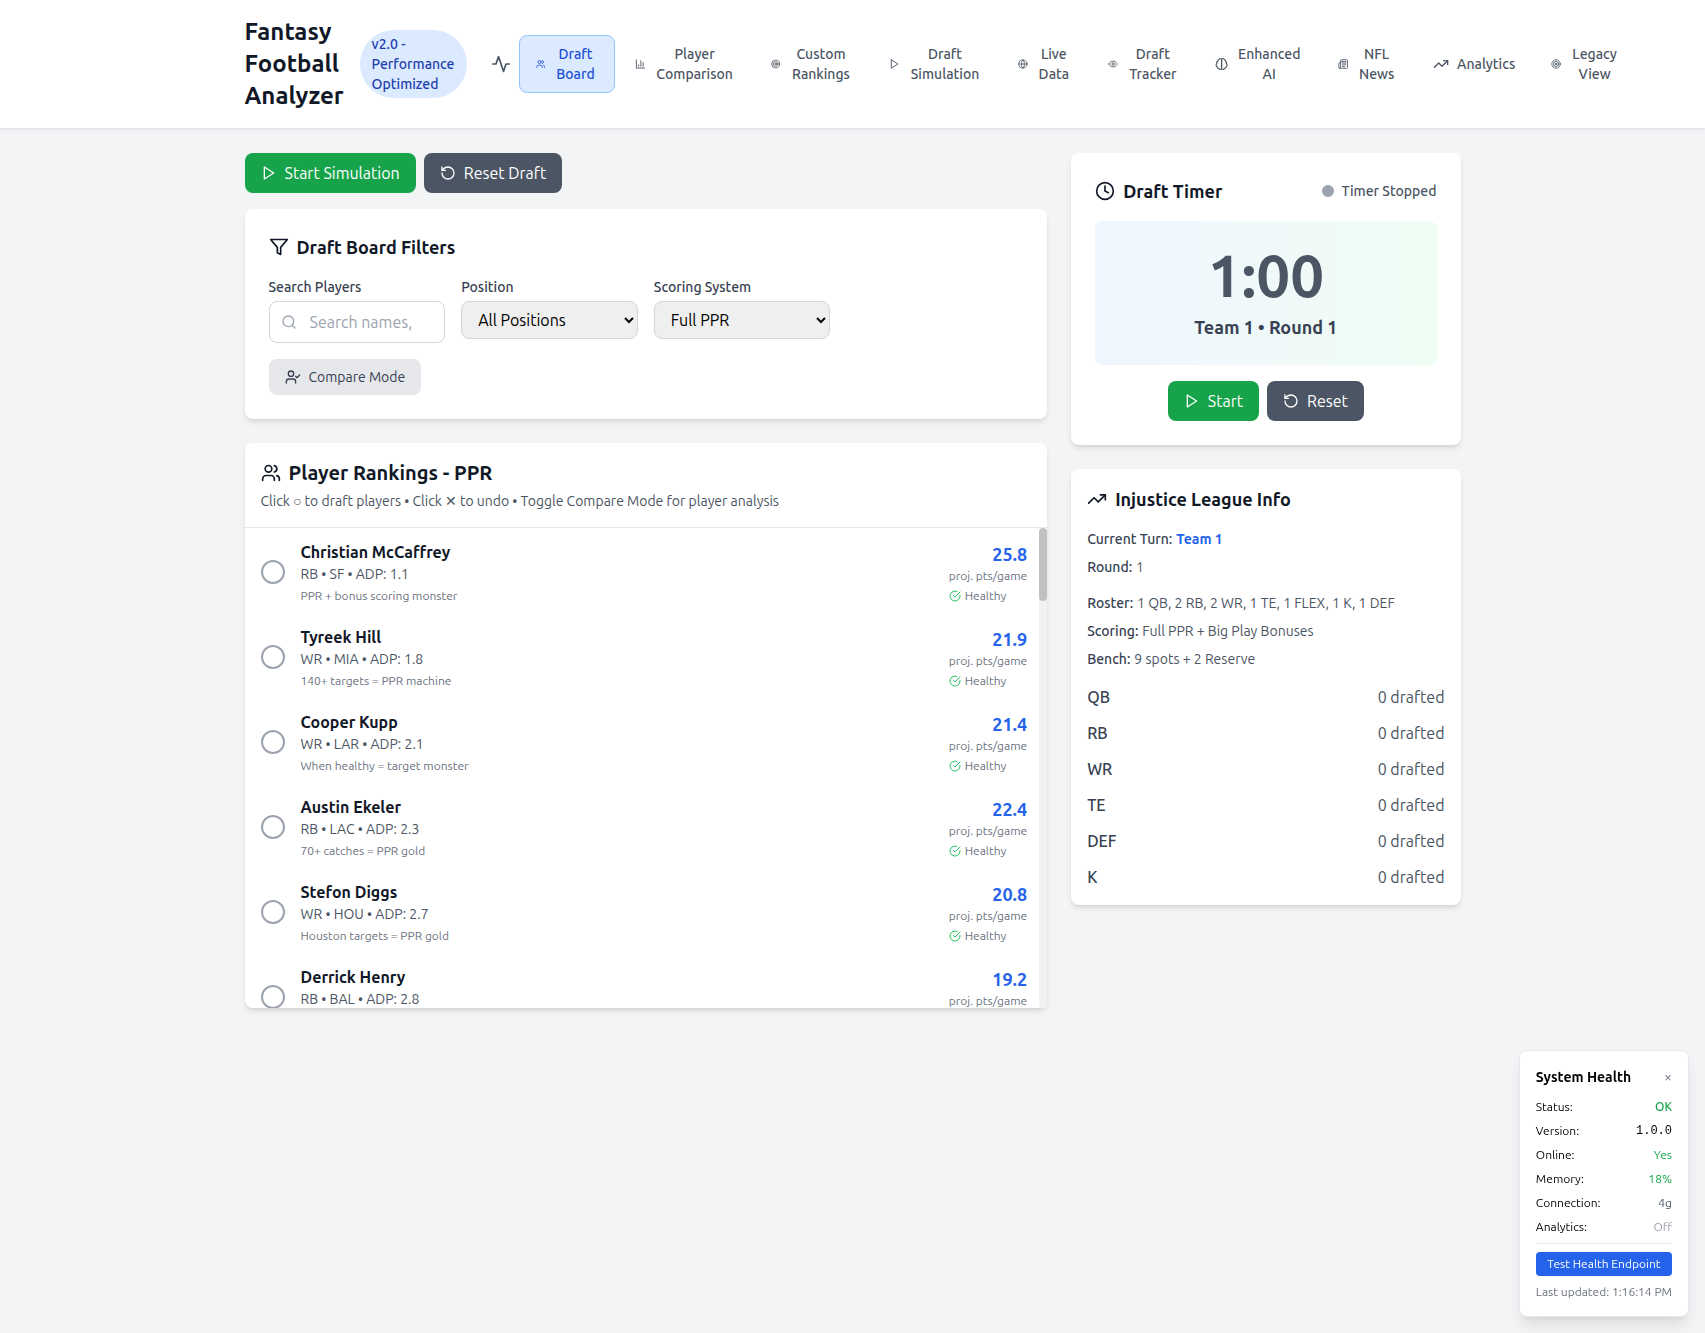 Fantasy
Football
Analyzer
v2.0 -
Performance
Optimized
Draft
Board
Player
Comparison
Custom
Rankings
Draft
Simulation
Live
Data
Draft
Tracker
Enhanced
AI
NFL
News
Analytics
Legacy
View
Start Simulation
Reset Draft
Draft Board Filters
Search Players
Position
Scoring System
Search names,
All Positions
Full PPR
Compare Mode
Player Rankings - PPR
Click ○ to draft players • Click ✕ to undo • Toggle Compare Mode for player analysis
Christian McCaffrey
RB • SF • ADP: 1.1
PPR + bonus scoring monster
25.8
proj. pts/game
Healthy
Tyreek Hill
WR • MIA • ADP: 1.8
140+ targets = PPR machine
21.9
proj. pts/game
Healthy
Cooper Kupp
WR • LAR • ADP: 2.1
When healthy = target monster
21.4
proj. pts/game
Healthy
Austin Ekeler
RB • LAC • ADP: 2.3
70+ catches = PPR gold
22.4
proj. pts/game
Healthy
Stefon Diggs
WR • HOU • ADP: 2.7
Houston targets = PPR gold
20.8
proj. pts/game
Healthy
Derrick Henry
RB • BAL • ADP: 2.8
19.2
proj. pts/game
Draft Timer
Timer Stopped
1:00
Team 1 • Round 1
Start
Reset
Injustice League Info
Current Turn: Team 1
Round: 1
Roster: 1 QB, 2 RB, 2 WR, 1 TE, 1 FLEX, 1 K, 1 DEF
Scoring: Full PPR + Big Play Bonuses
Bench: 9 spots + 2 Reserve
QB 0 drafted
RB 0 drafted
WR 0 drafted
TE 0 drafted
DEF 0 drafted
K 0 drafted
System Health ×
Status: OK
Version: 1.0.0
Online: Yes
Memory: 18%
Connection: 4g
Analytics: Off
Test Health Endpoint
Last updated: 1:16:14 PM